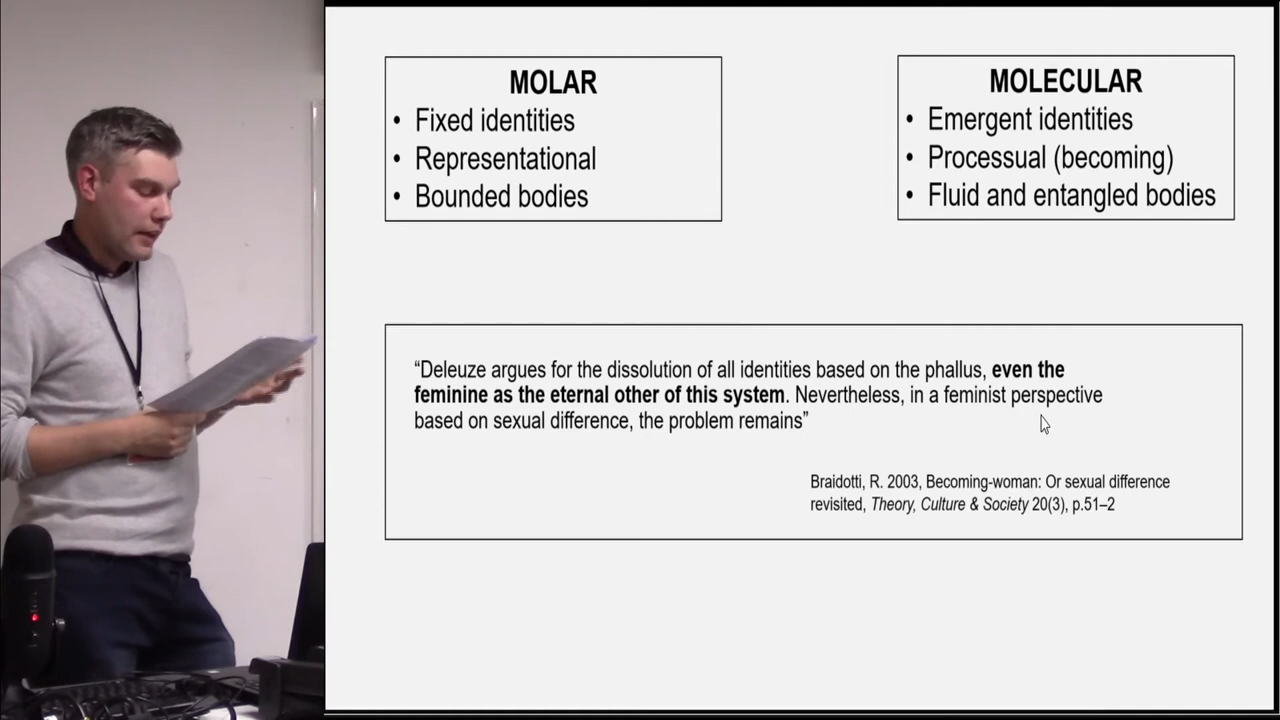 MOLAR
• Fixed identities
• Representational
• Bounded bodies
MOLECULAR
• Emergent identities
• Processual (becoming)
• Fluid and entangled bodies
“Deleuze argues for the dissolution of all identities based on the phallus, even the
feminine as the eternal other of this system. Nevertheless, in a feminist perspective
based on sexual difference, the problem remains”
Braidotti, R. 2003, Becoming-woman: Or sexual difference
revisited, Theory, Culture & Society 20(3), p.51–2